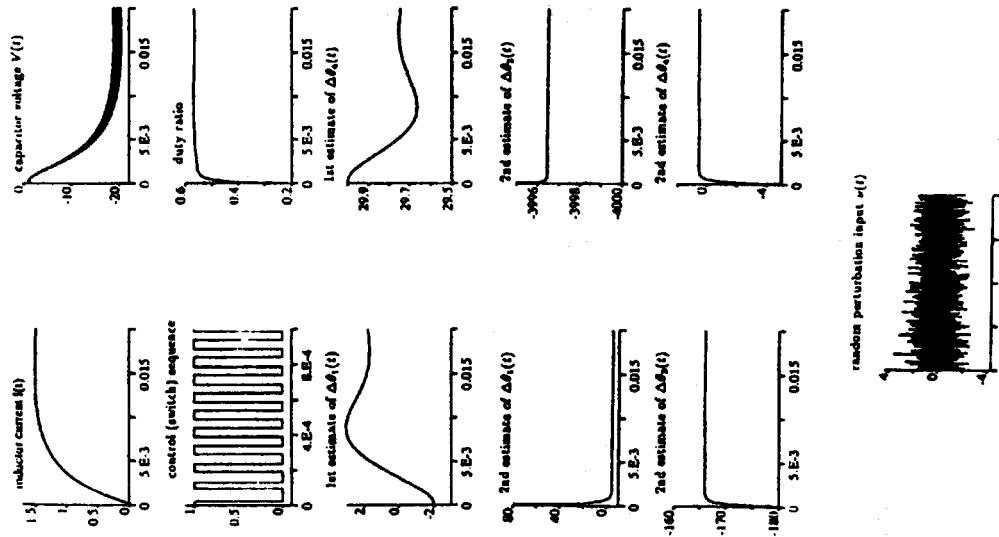 inductor current I(t)
1.5
1.
0.5
0.
0
5 E-3
0.015
capacitor voltage V(t)
0.
-10
-20
0
5 E-3
0.015
control (switch) sequence
1
0.5
0
0
4.E-4
8.E-4
duty ratio
0.6
0.4
0.2
0
5.E-3
0.015
1st estimate of Δθ₁(t)
2
0.
-2
0
5 E-3
0.015
1st estimate of Δθ₄(t)
29.9
29.7
29.5
0
5 E-3
0.015
2nd estimate of Δθ₁(t)
80
40
0.
0
5 E-3
0.015
2nd estimate of
-3996
-3998
-4000
0
5.E-3
0.015
2nd estimate of
-160
-170
-180
0
5 E-3
0.015
2nd estimate of Δθ₄(t)
0.
-4
0
5.E-3
0.015
random perturbation input ν(t)
4
0
-4